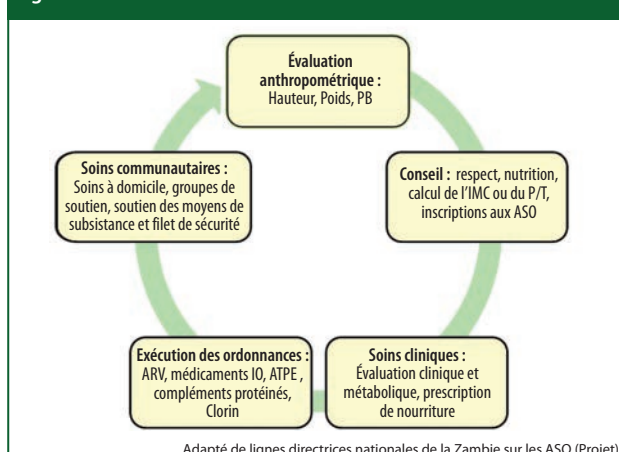 Évaluation
anthropométrique :
Hauteur, Poids, PB
Conseil : respect, nutrition,
calcul de l'IMC ou du P/T,
inscriptions aux ASO
Soins cliniques :
Évaluation clinique et
métabolique, prescription
de nourriture
Exécution des ordonnances :
ARV, médicaments IO, ATPE ,
compléments protéinés,
Clorin
Soins communautaires :
Soins à domicile, groupes de
soutien, soutien des moyens de
subsistance et filet de sécurité
Adapté de lignes directrices nationales de la Zambie sur les ASO (Projet)